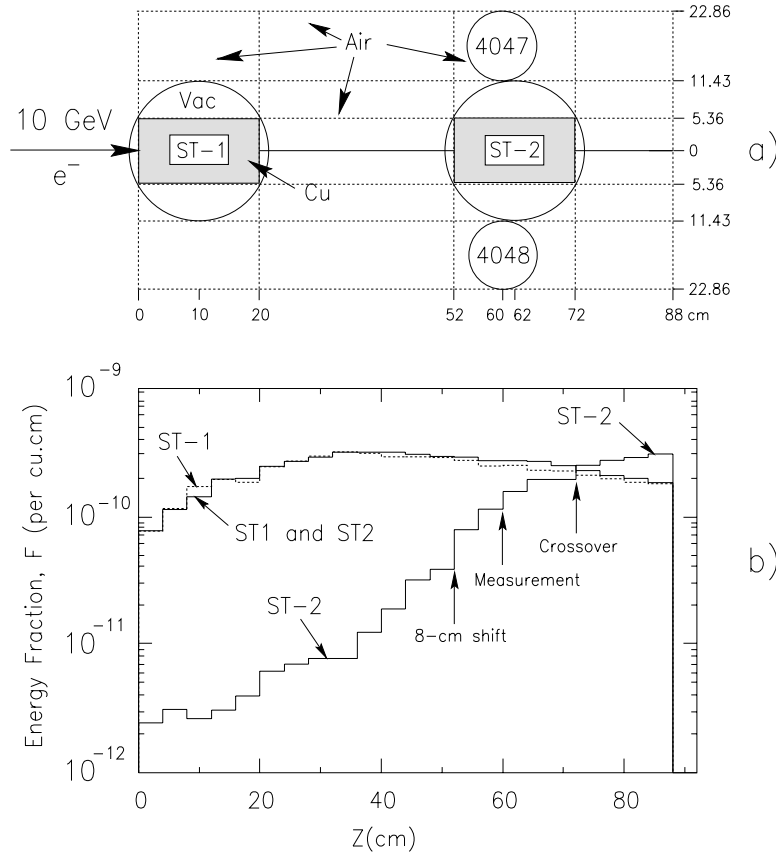 22.86
4047
Air
11.43
Vac
5.36
10 GeV
ST-1
ST-2
0
a)
e-
5.36
Cu
11.43
4048
22.86
0 10 20 52 60 62 72 88 cm
10-9
ST-2
ST-1
10-10
ST1 and ST2
Crossover
Measurement
b)
ST-2
8-cm shift
10-11
10-12
Energy Fraction, F (per cu.cm)
0 20 40 60 80
Z(cm)